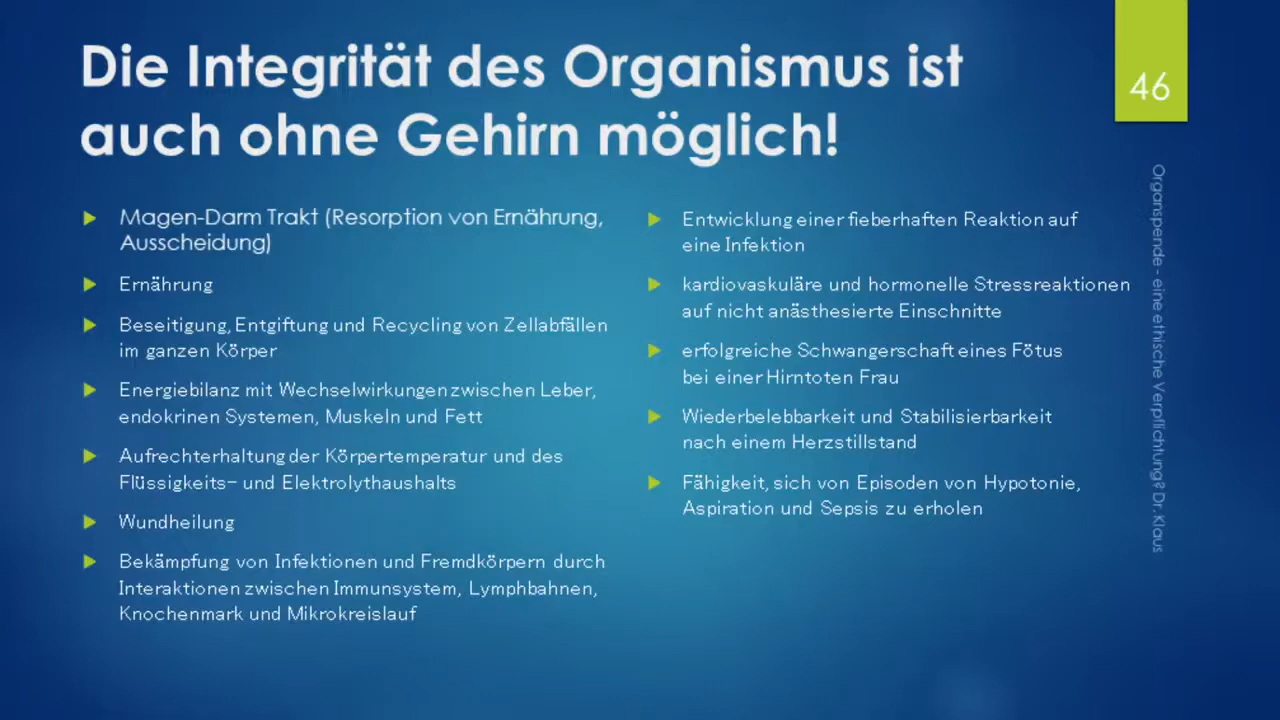 Die Integrität des Organismus ist
auch ohne Gehirn möglich!
46
Magen-Darm Trakt (Resorption von Ernährung,
Ausscheidung)
Ernährung
Beseitigung, Entgiftung und Recycling von Zellabfällen
im ganzen Körper
Energiebilanz mit Wechselwirkungen zwischen Leber,
endokrinen Systemen, Muskeln und Fett
Aufrechterhaltung der Körpertemperatur und des
Flüssigkeits- und Elektrolythaushalts
Wundheilung
Bekämpfung von Infektionen und Fremdkörpern durch
Interaktionen zwischen Immunsystem, Lymphbahnen,
Knochenmark und Mikrokreislauf
Entwicklung einer fieberhaften Reaktion auf
eine Infektion
kardiovaskuläre und hormonelle Stressreaktionen
auf nicht anästhesierte Einschnitte
erfolgreiche Schwangerschaft eines Fötus
bei einer Hirntoten Frau
Wiederbelebbarkeit und Stabilisierbarkeit
nach einem Herzstillstand
Fähigkeit, sich von Episoden von Hypotonie,
Aspiration und Sepsis zu erholen
Organspende - eine ethische Verpflichtung? Dr. Klaus